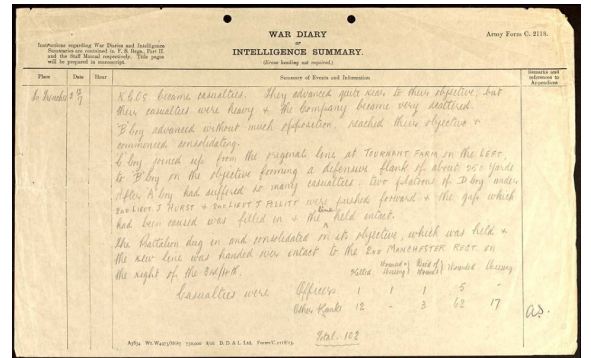 WAR DIARY
or
INTELLIGENCE SUMMARY.
(Erase heading not required.)
Army Form C. 2118.
Instructions regarding War Diaries and Intelligence
Summaries are contained in F. S. Regs., Part II.
and the Staff Manual respectively. Title pages
will be prepared in manuscript.
Place Date Hour Summary of Events and Information Remarks and references to Appendices
In Trenches
became casualties. They advanced quite near to their objective, but
their casualties were heavy & the Company became very scattered.
'B' Coy advanced without much opposition, reached their objective &
commenced consolidating.
C Coy joined up from the original line at TOURNANT FARM on the LEFT,
to 'B' Coy on the objective forming a defensive flank of about 250 yards
After 'A' Coy had suffered so many casualties, two platoons of D Coy under
2nd LIEUT. J HURST & 2nd LIEUT J FOLLITT were pushed forward & the gap which
had been caused was filled in & the line held intact.
The Battalion dug in and consolidated on its objective, which was held &
the new line was handed over intact to the 2nd MANCHESTER REGT. on
the right of the
Casualties were Killed Wounded & Missing Died of Wounds Wounded Missing
Officers 1 1 1 5 -
Other Ranks 12 - 3 62 17
Total. 102